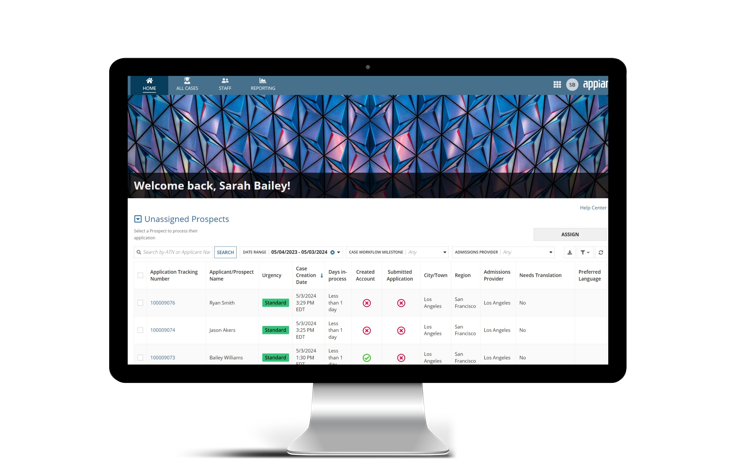 HOME ALL CASES STAFF REPORTING SB appian
Welcome back, Sarah Bailey!
Help Center
Unassigned Prospects
Select a Prospect to process their
application
ASSIGN
Search by ATN or Applicant Na SEARCH DATE RANGE 05/04/2023 - 05/03/2024 CASE WORKFLOW MILESTONE Any ADMISSIONS PROVIDER Any
Application Tracking Number Applicant/Prospect Name Urgency Case Creation Date Days in-process Created Account Submitted Application City/Town Region Admissions Provider Needs Translation Preferred Language
100009076 Ryan Smith Standard 5/3/2024 3:29 PM EDT Less than 1 day Los Angeles San Francisco Los Angeles No
100009074 Jason Akers Standard 5/3/2024 3:25 PM EDT Less than 1 day Los Angeles San Francisco Los Angeles No
100009073 Bailey Williams Standard 5/3/2024 1:30 PM EDT Less than 1 day Los Angeles San Francisco Los Angeles No